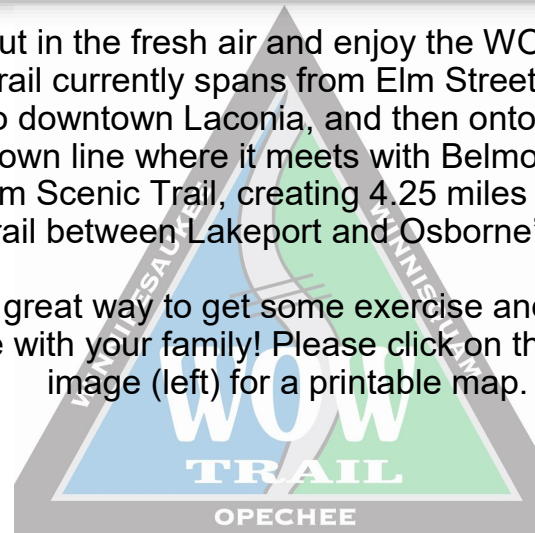 ut in the fresh air and enjoy the WO
rail currently spans from Elm Street
o downtown Laconia, and then onto
own line where it meets with Belmo
m Scenic Trail, creating 4.25 miles
rail between Lakeport and Osborne'
great way to get some exercise and
e with your family! Please click on th
image (left) for a printable map.
WINNIPESAUKEE
WINNISQUAM
WOW
TRAIL
OPECHEE